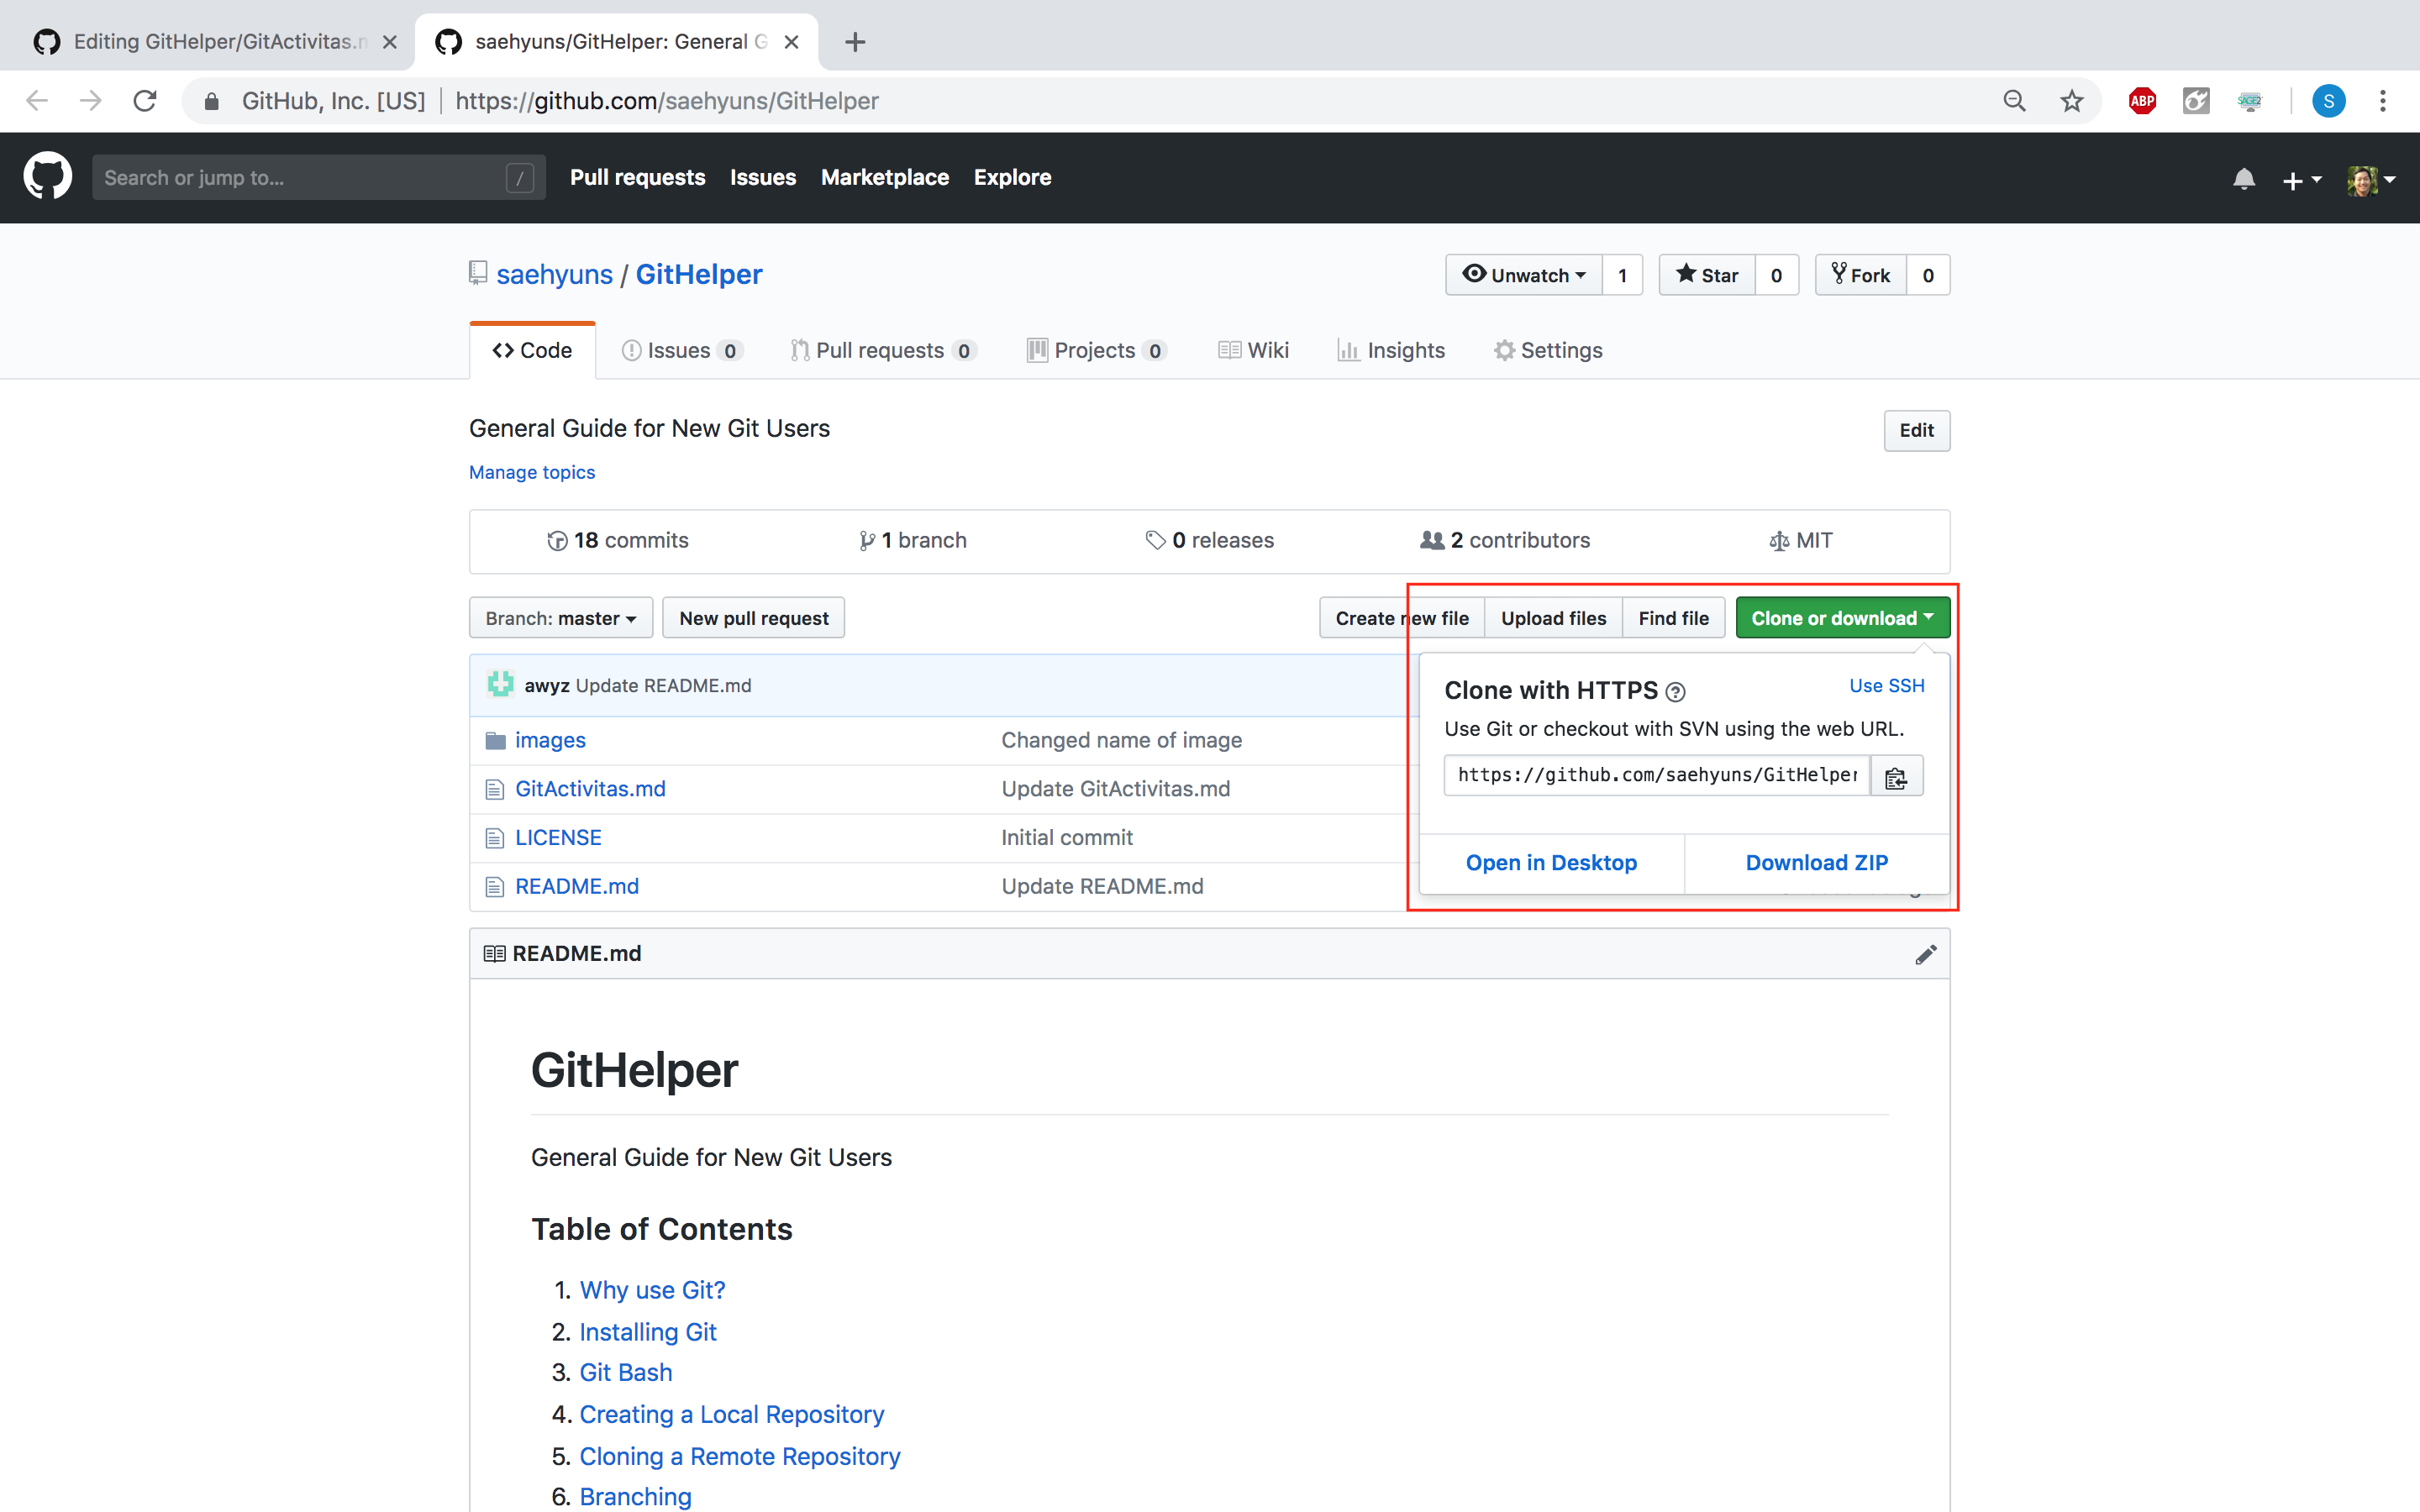 Editing GitHelper/GitActivitas.m
saehyuns/GitHelper: General G
GitHub, Inc. [US] https://github.com/saehyuns/GitHelper
ABP SAGE2 S
Search or jump to... / Pull requests Issues Marketplace Explore
saehyuns / GitHelper Unwatch 1 Star 0 Fork 0
Code Issues 0 Pull requests 0 Projects 0 Wiki Insights Settings
General Guide for New Git Users Edit
Manage topics
18 commits 1 branch 0 releases 2 contributors MIT
Branch: master New pull request Create new file Upload files Find file Clone or download
awyz Update README.md
Clone with HTTPS Use SSH
Use Git or checkout with SVN using the web URL.
https://github.com/saehyuns/GitHelper
Open in Desktop Download ZIP
images Changed name of image
GitActivitas.md Update GitActivitas.md
LICENSE Initial commit
README.md Update README.md
README.md
GitHelper
General Guide for New Git Users
Table of Contents
1. Why use Git?
2. Installing Git
3. Git Bash
4. Creating a Local Repository
5. Cloning a Remote Repository
6. Branching